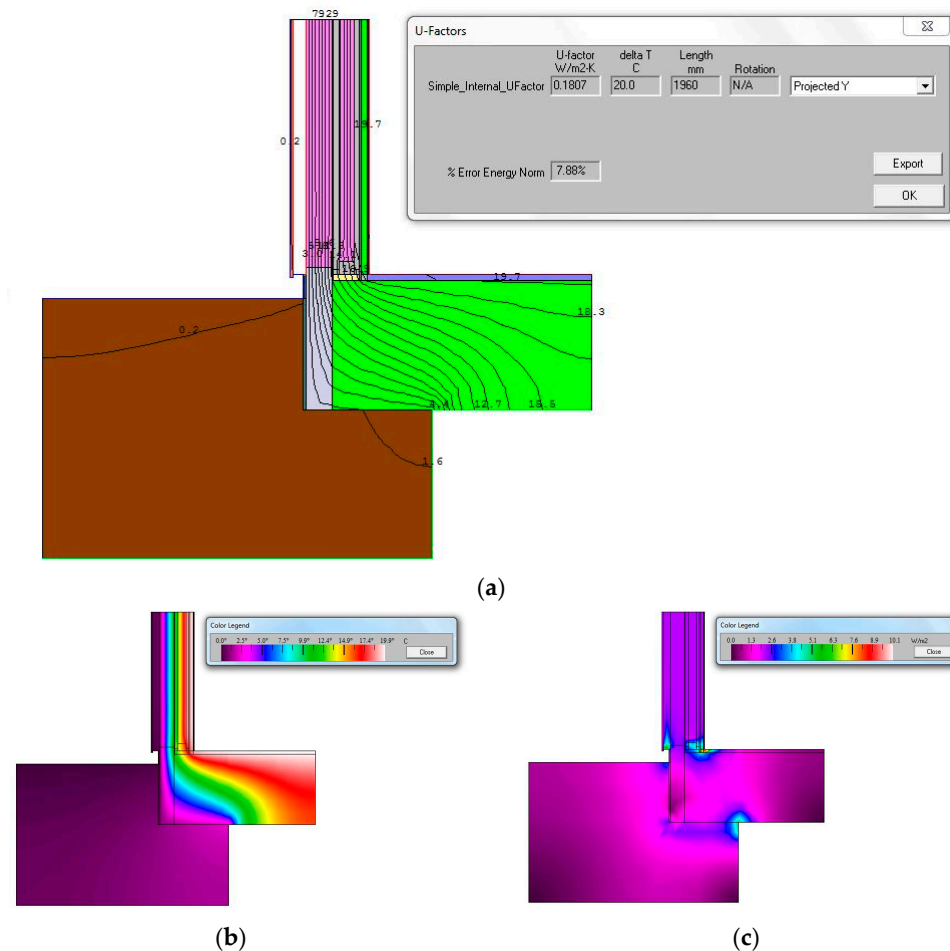 7929
U-Factors
U-factor delta T Length
W/m2-K C mm Rotation
Simple_Internal_UFactor 0.1807 20.0 1960 N/A Projected Y
% Error Energy Norm 7.88%
Export
OK
19.7
0.2
3.0
19.7
18.3
0.2
12.7 15.5
1.6
(a)
Color Legend
0.0° 2.5° 5.0° 7.5° 9.9° 12.4° 14.9° 17.4° 19.9° C
Close
Color Legend
0.0 1.3 2.6 3.8 5.1 6.3 7.6 8.9 10.1 W/m2
Close
(b) (c)